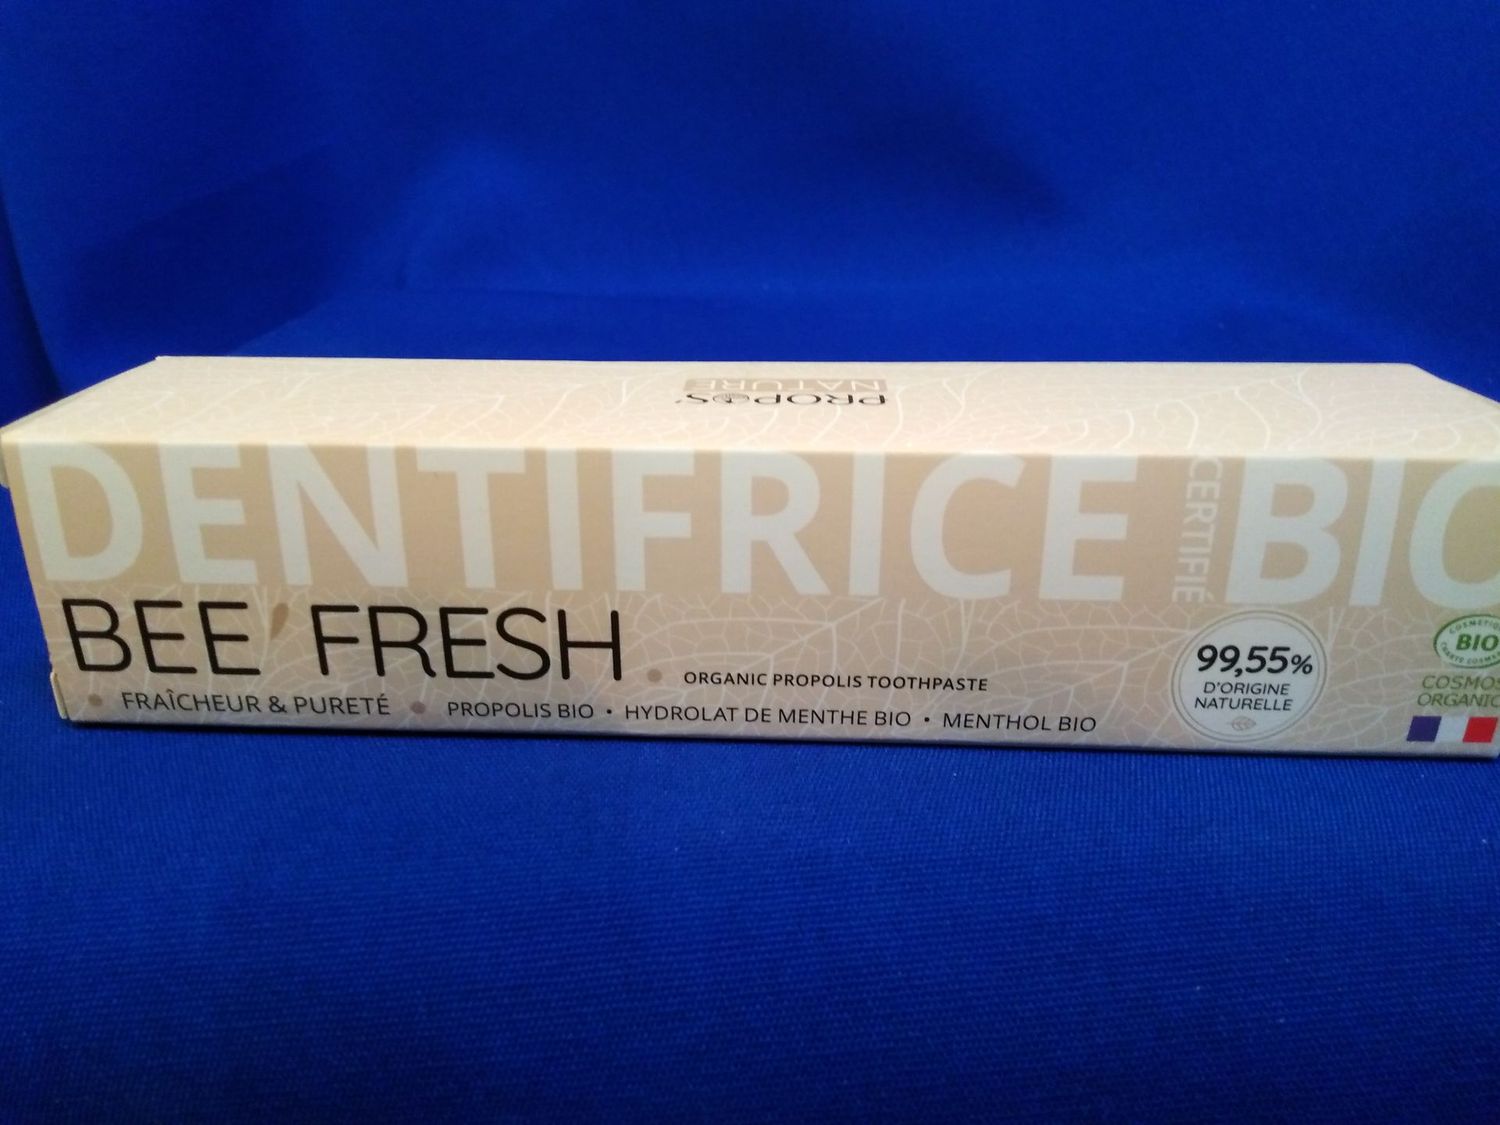 PROPOS'
NATURE
DENTIFRICE CERTIFIÉ BIO
BEE FRESH
ORGANIC PROPOLIS TOOTHPASTE
FRAÎCHEUR & PURETÉ
PROPOLIS BIO • HYDROLAT DE MENTHE BIO • MENTHOL BIO
99,55%
D'ORIGINE
NATURELLE
BIO
COSMOS
ORGANIC